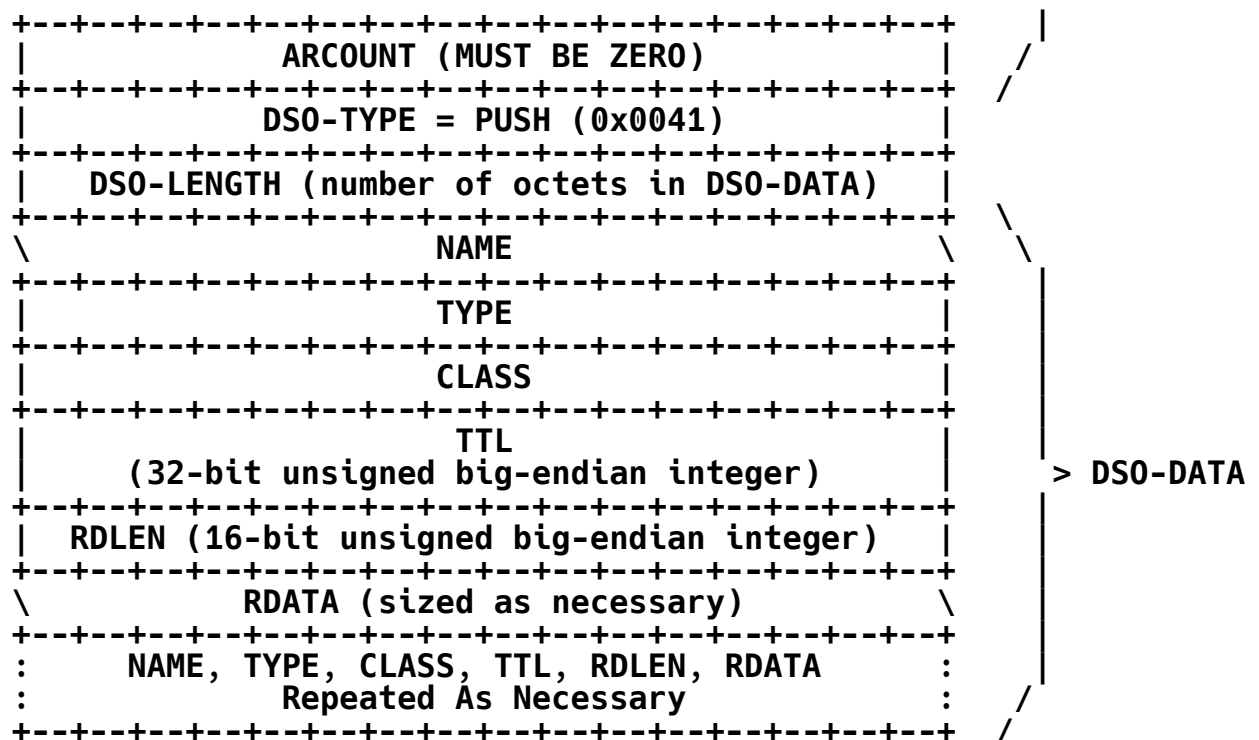 +--+--+--+--+--+--+--+--+--+--+--+--+--+--+--+--+    |
|             ARCOUNT (MUST BE ZERO)            |   /
+--+--+--+--+--+--+--+--+--+--+--+--+--+--+--+--+  /
|            DSO-TYPE = PUSH (0x0041)           |
+--+--+--+--+--+--+--+--+--+--+--+--+--+--+--+--+
|   DSO-LENGTH (number of octets in DSO-DATA)   |
+--+--+--+--+--+--+--+--+--+--+--+--+--+--+--+--+  \
\                     NAME                      \   \
+--+--+--+--+--+--+--+--+--+--+--+--+--+--+--+--+    |
|                     TYPE                      |    |
+--+--+--+--+--+--+--+--+--+--+--+--+--+--+--+--+    |
|                     CLASS                     |    |
+--+--+--+--+--+--+--+--+--+--+--+--+--+--+--+--+    |
|                      TTL                      |    |
|     (32-bit unsigned big-endian integer)      |     > DSO-DATA
+--+--+--+--+--+--+--+--+--+--+--+--+--+--+--+--+    |
|  RDLEN (16-bit unsigned big-endian integer)   |    |
+--+--+--+--+--+--+--+--+--+--+--+--+--+--+--+--+    |
\           RDATA (sized as necessary)          \    |
+--+--+--+--+--+--+--+--+--+--+--+--+--+--+--+--+    |
:     NAME, TYPE, CLASS, TTL, RDLEN, RDATA      :    |
:             Repeated As Necessary             :   /
+--+--+--+--+--+--+--+--+--+--+--+--+--+--+--+--+  /